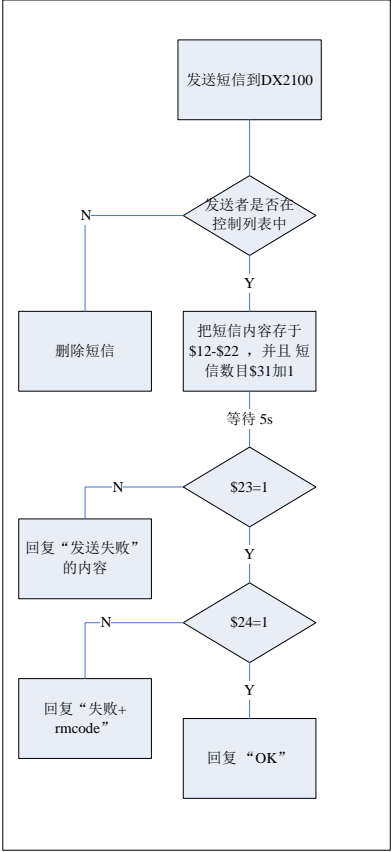 发送短信到DX2100
发送者是否在
控制列表中
N
Y
删除短信
把短信内容存于
$12-$22 ，并且 短
信数目$31加1
等待 5s
$23=1
N
Y
回复“发送失败”
的内容
$24=1
N
Y
回复“失败+
rmcode”
回复 “OK”